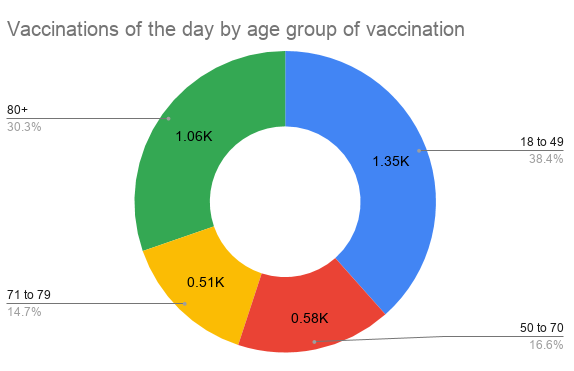 Vaccinations of the day by age group of vaccination
80+
30.3%
1.06K
18 to 49
38.4%
1.35K
71 to 79
14.7%
0.51K
0.58K
50 to 70
16.6%